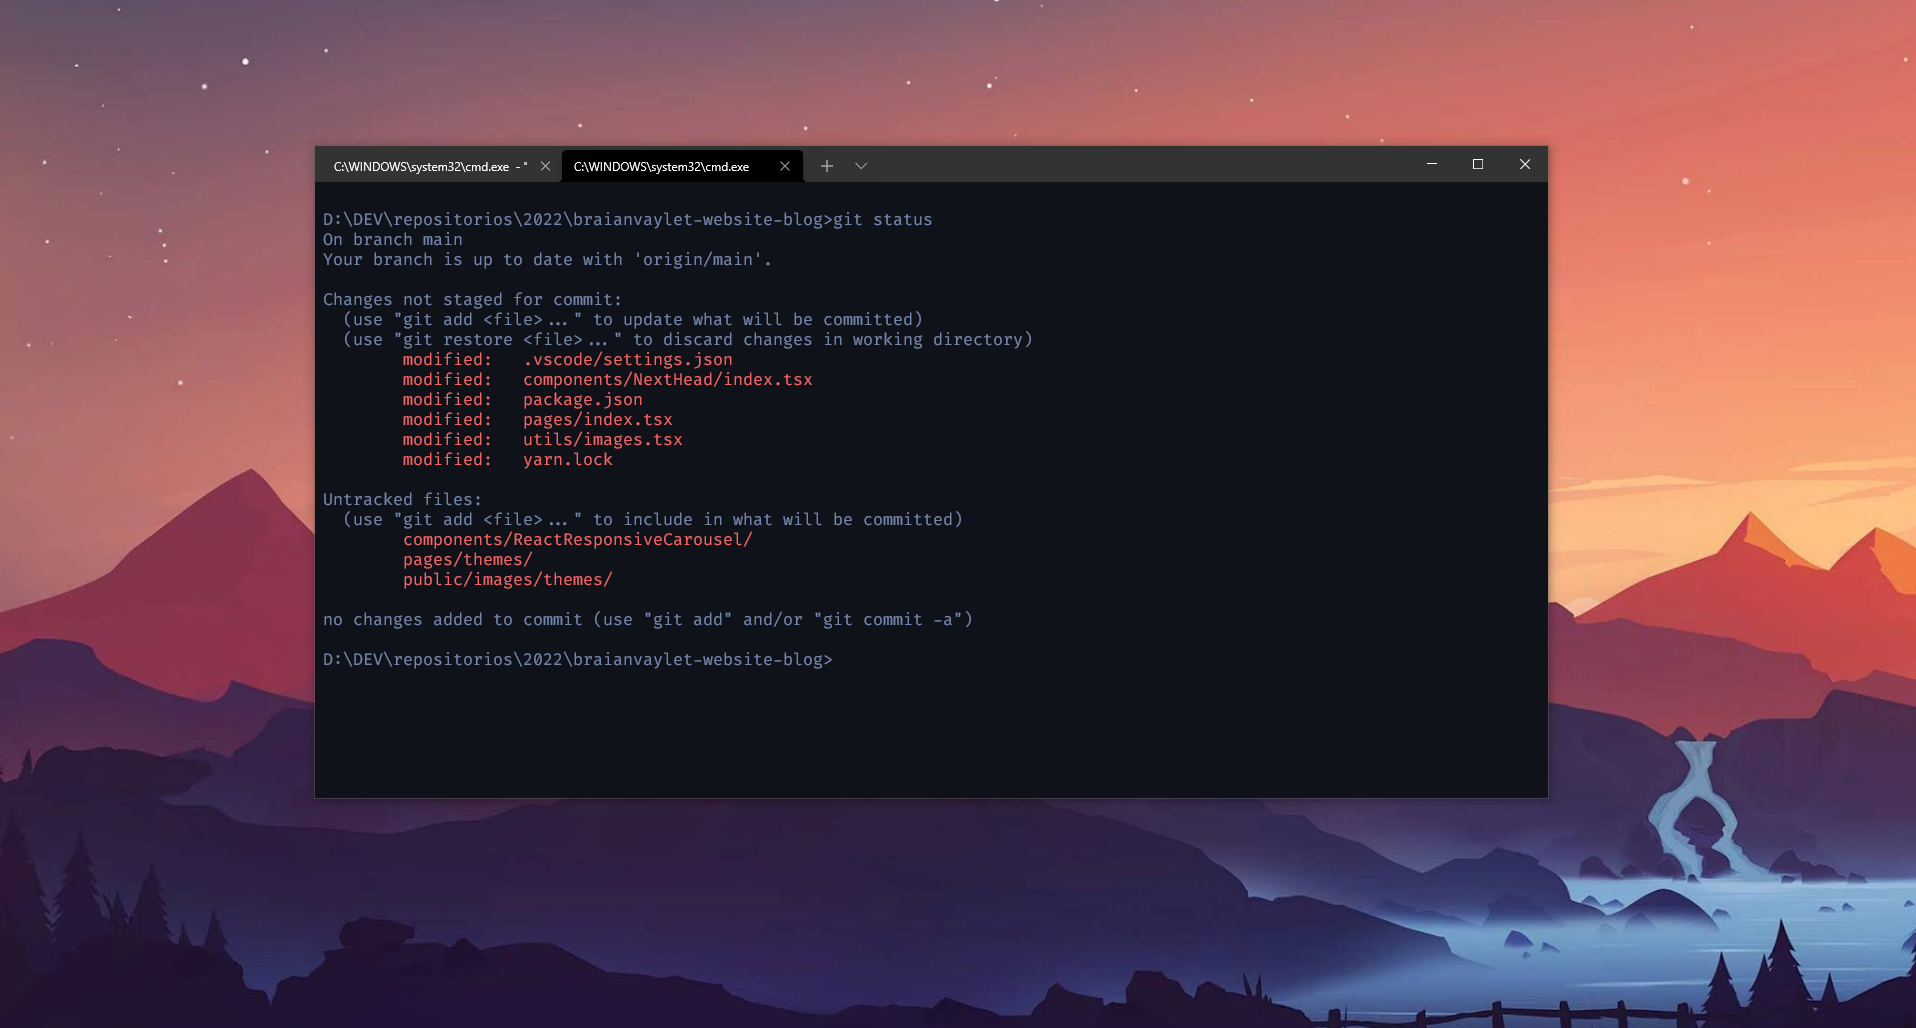 C:\WINDOWS\system32\cmd.exe - "
C:\WINDOWS\system32\cmd.exe
D:\DEV\repositorios\2022\braianvaylet-website-blog>git status
On branch main
Your branch is up to date with 'origin/main'.
Changes not staged for commit:
(use "git add <file>..." to update what will be committed)
(use "git restore <file>..." to discard changes in working directory)
modified: .vscode/settings.json
modified: components/NextHead/index.tsx
modified: package.json
modified: pages/index.tsx
modified: utils/images.tsx
modified: yarn.lock
Untracked files:
(use "git add <file>..." to include in what will be committed)
components/ReactResponsiveCarousel/
pages/themes/
public/images/themes/
no changes added to commit (use "git add" and/or "git commit -a")
D:\DEV\repositorios\2022\braianvaylet-website-blog>